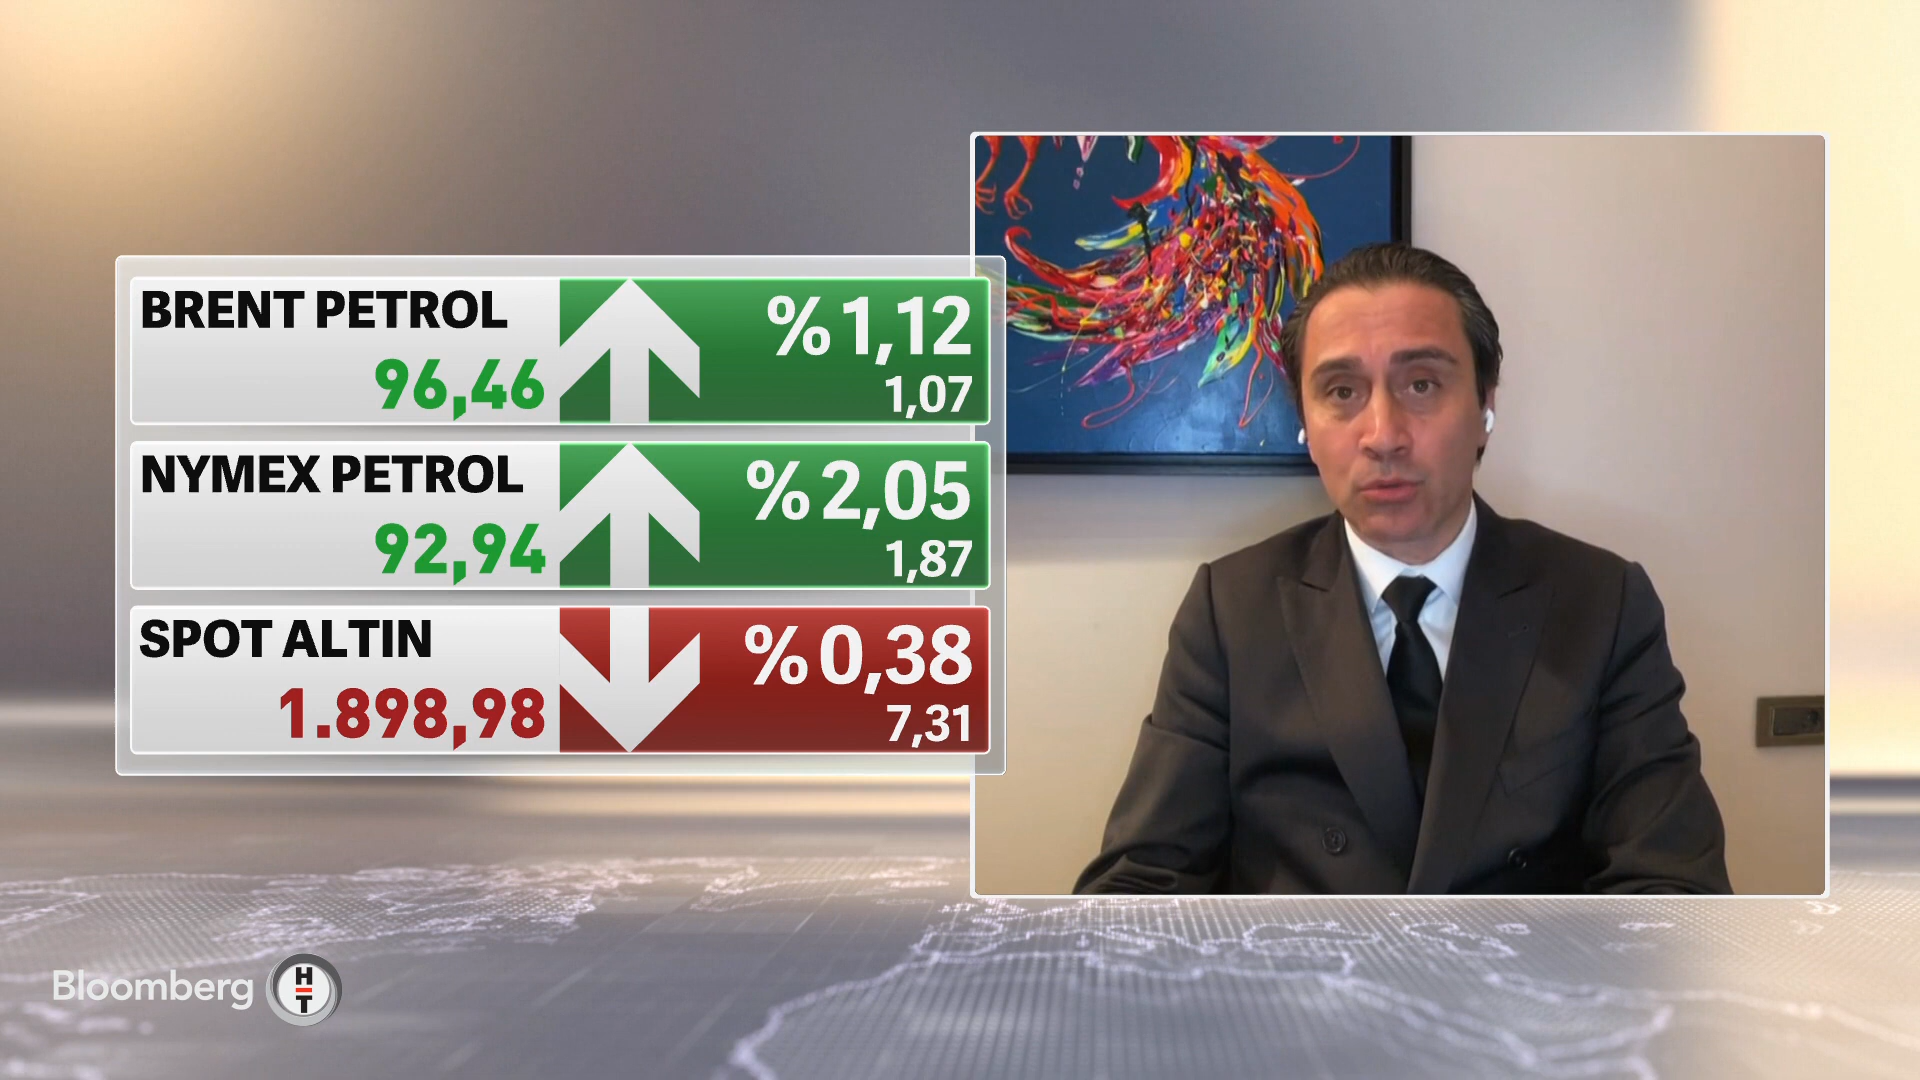 BRENT PETROL
96,46
%1,12
1,07
NYMEX PETROL
92,94
%2,05
1,87
SPOT ALTIN
1.898,98
%0,38
7,31
Bloomberg HT